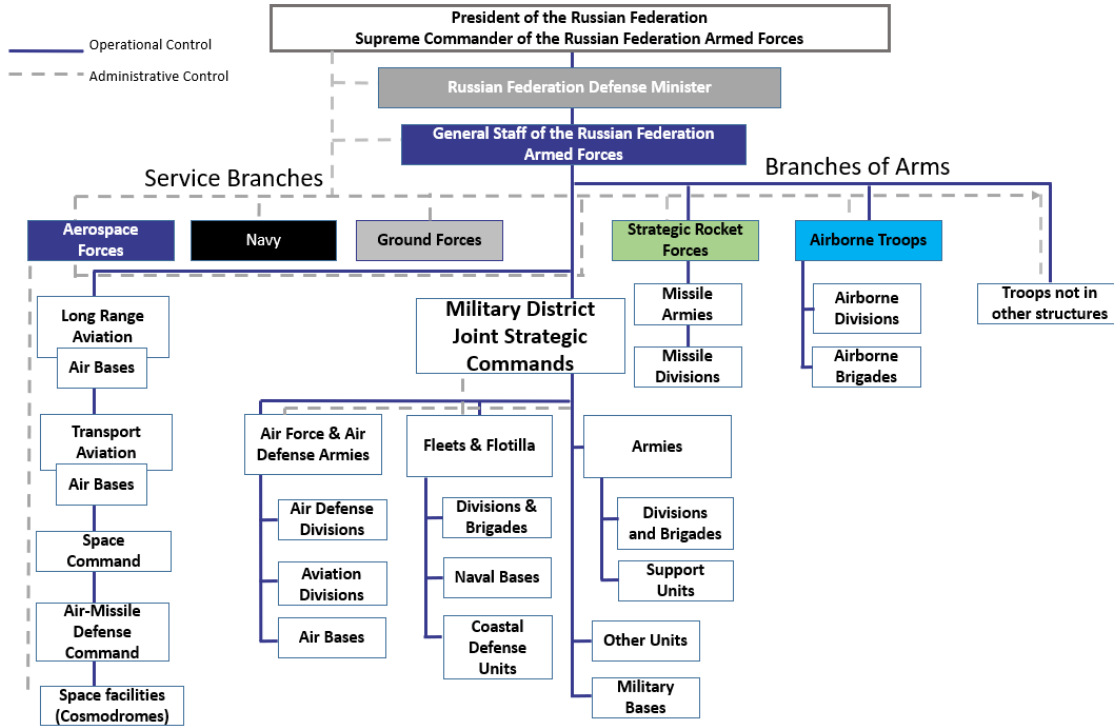 President of the Russian Federation
Supreme Commander of the Russian Federation Armed Forces
Operational Control
Administrative Control
Russian Federation Defense Minister
General Staff of the Russian Federation
Armed Forces
Service Branches
Branches of Arms
Aerospace
Forces
Navy
Ground Forces
Strategic Rocket
Forces
Airborne Troops
Long Range
Aviation
Air Bases
Transport
Aviation
Air Bases
Space
Command
Air-Missile
Defense
Command
Space facilities
(Cosmodromes)
Military District
Joint Strategic
Commands
Missile
Armies
Missile
Divisions
Airborne
Divisions
Airborne
Brigades
Troops not in
other structures
Air Force & Air
Defense Armies
Air Defense
Divisions
Aviation
Divisions
Air Bases
Fleets & Flotilla
Divisions &
Brigades
Naval Bases
Coastal
Defense
Units
Armies
Divisions
and Brigades
Support
Units
Other Units
Military
Bases